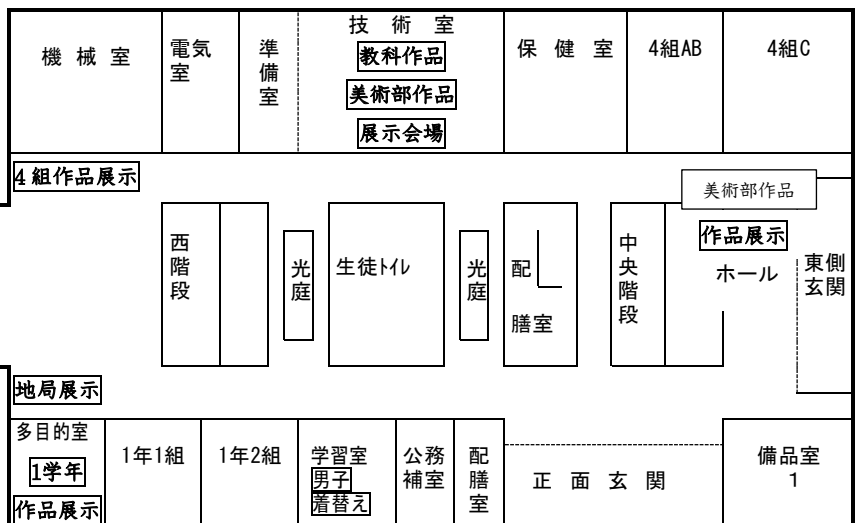 機械室
電気室
準備室
技術室
教科作品
美術部作品
展示会場
保健室
4組AB
4組C
4組作品展示
美術部作品
作品展示
ホール
東側玄関
西階段
光庭
生徒ﾄｲﾚ
光庭
配膳室
中央階段
地局展示
多目的室
1学年
作品展示
1年1組
1年2組
学習室
男子
着替え
公務補室
配膳室
正面玄関
備品室
1